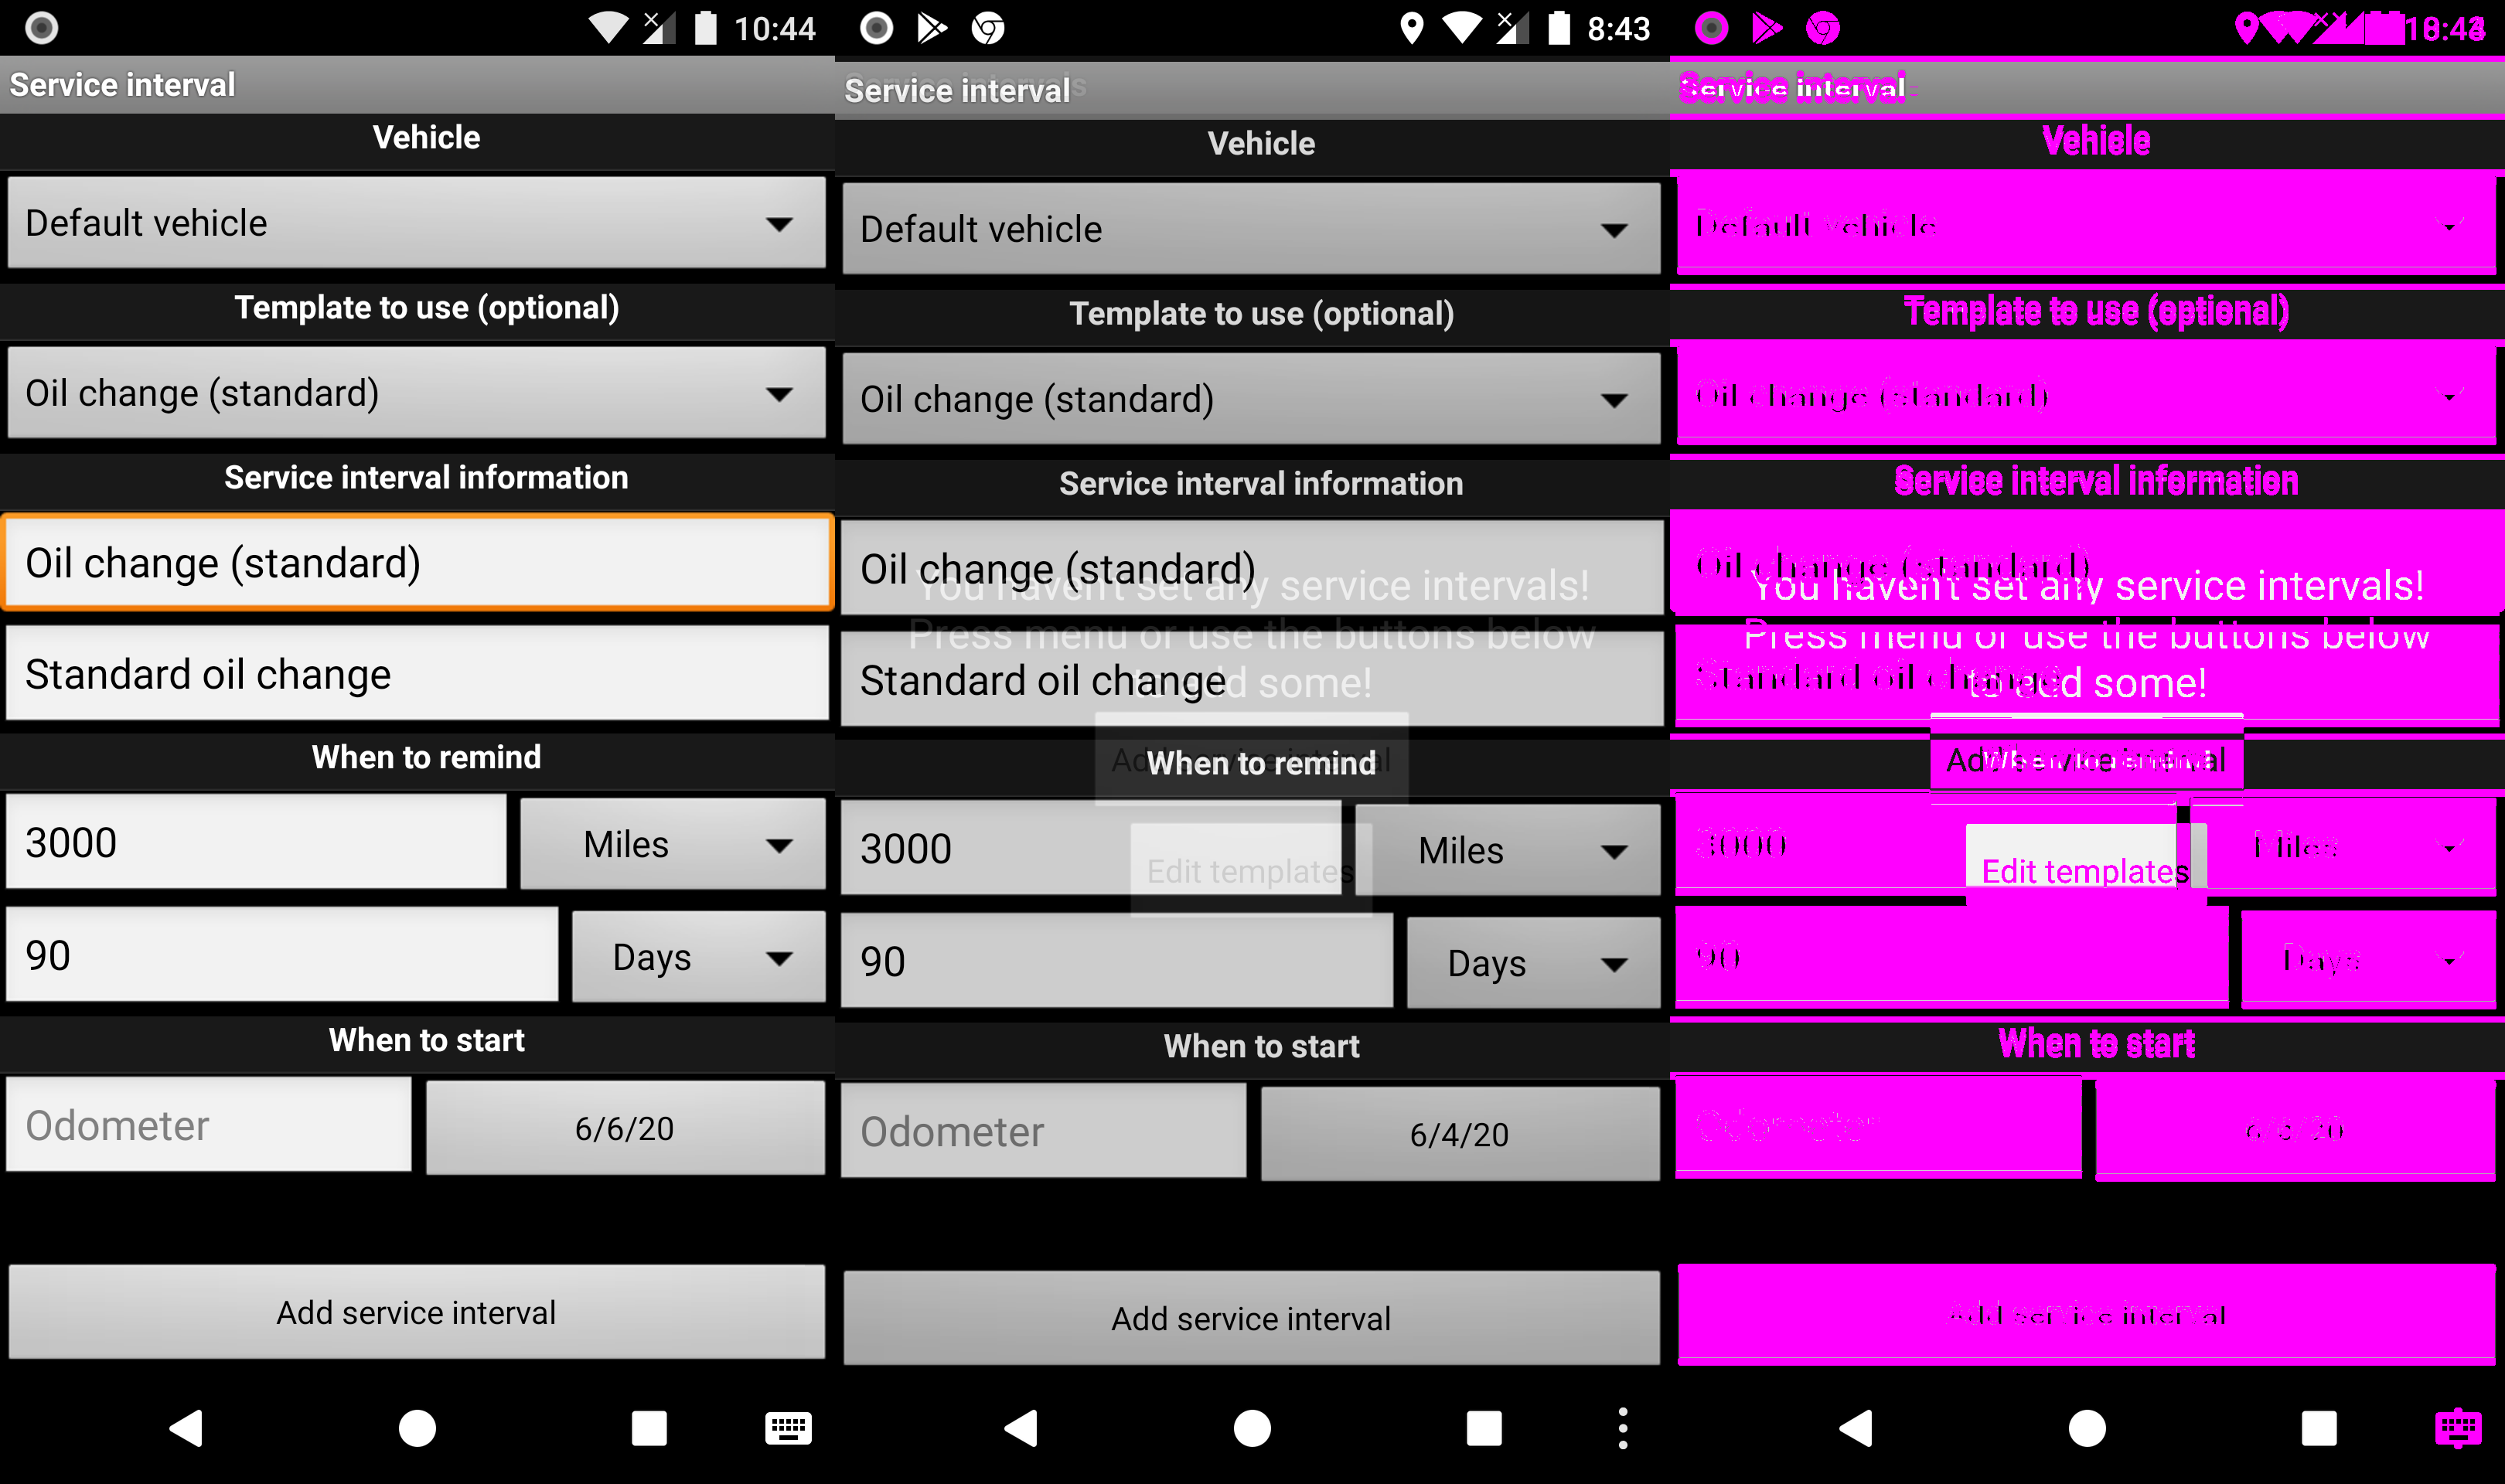 10:44
Service interval
Vehicle
Default vehicle
Template to use (optional)
Oil change (standard)
Service interval information
Oil change (standard)
Standard oil change
When to remind
3000
Miles
90
Days
When to start
Odometer
6/6/20
Add service interval
8:43
Service interval
Vehicle
Default vehicle
Template to use (optional)
Oil change (standard)
Service interval information
Oil change (standard)
You haven't set any service intervals!
Press menu or use the buttons below
Standard oil change
to add some!
Add service interval
When to remind
3000
Miles
Edit templates
90
Days
When to start
Odometer
6/4/20
Add service interval
Service interval
Vehicle
Default vehicle
Template to use (optional)
Oil change (standard)
Service interval information
Oil change (standard)
You haven't set any service intervals!
Press menu or use the buttons below
Standard oil change
to add some!
Add service interval
3000
Miles
Edit templates
90
Days
When to start
Odometer
Add service interval